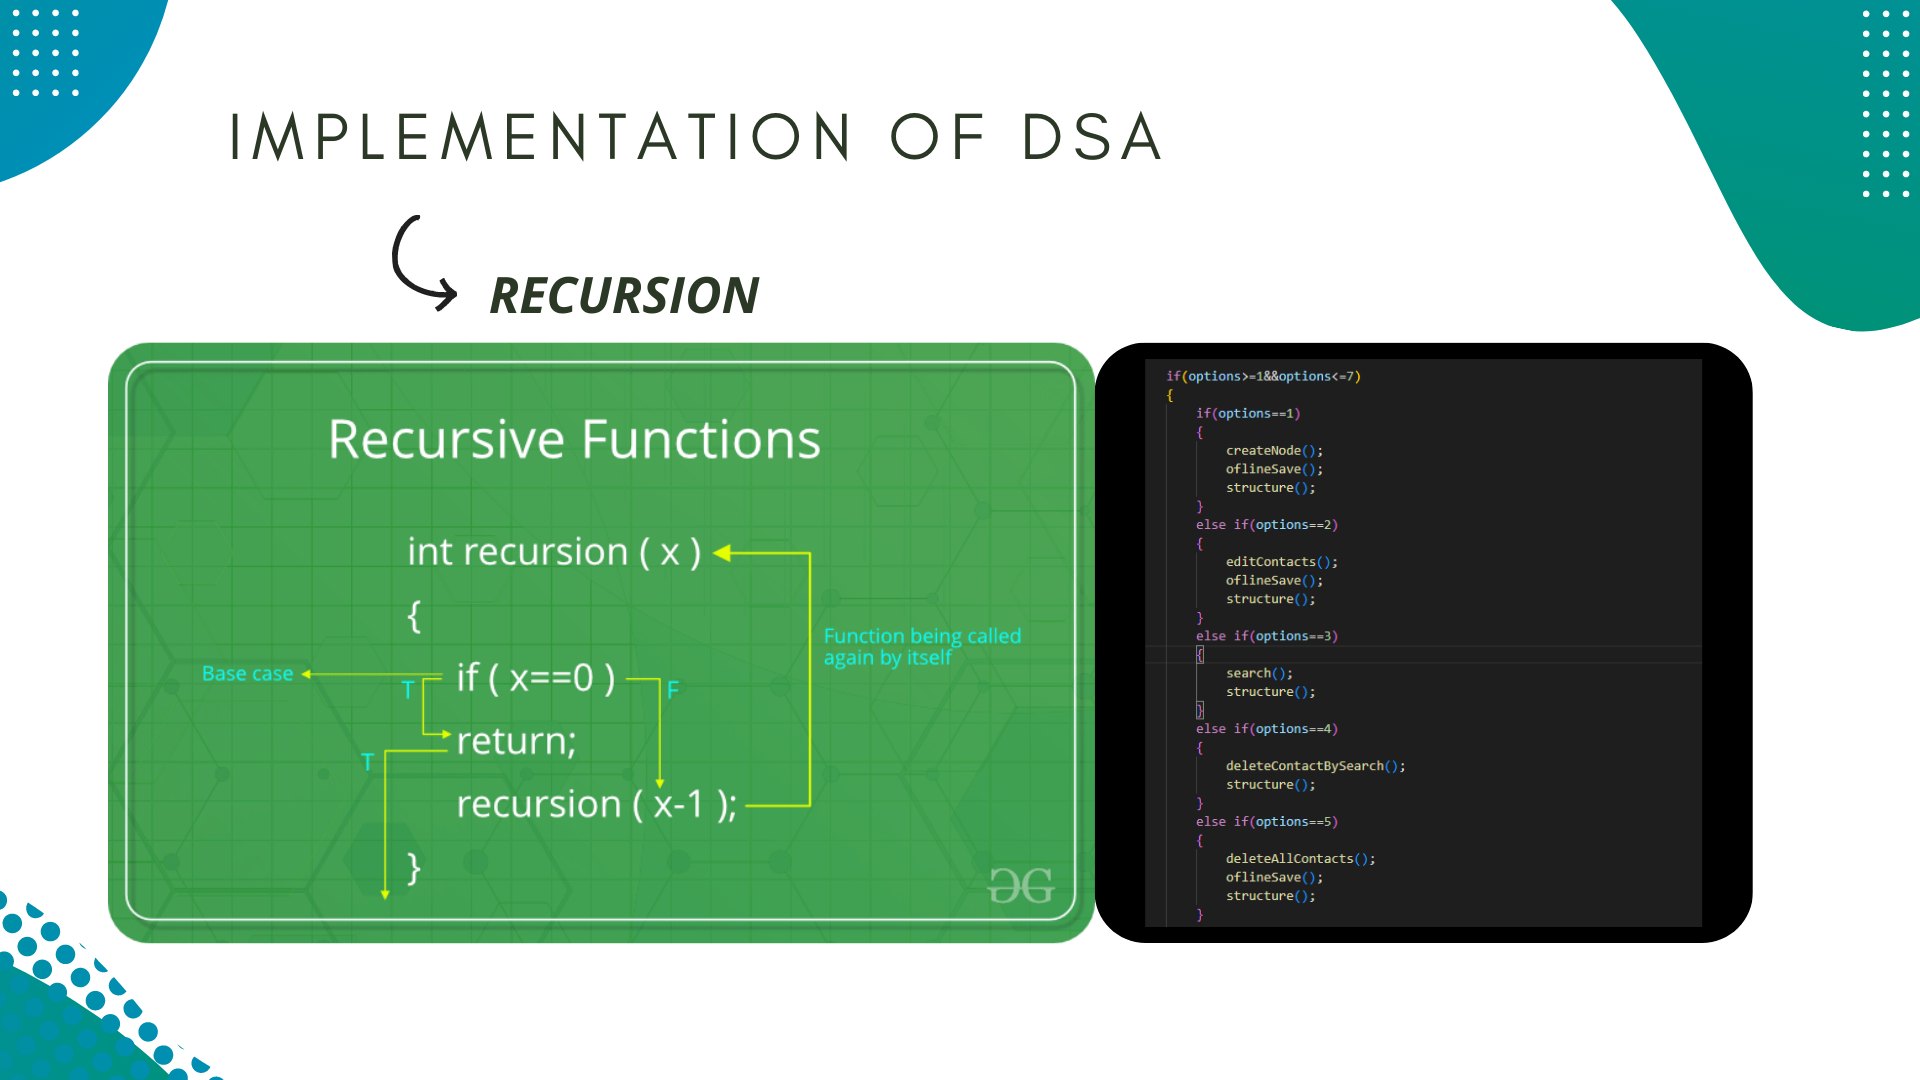 IMPLEMENTATION OF DSA
RECURSION
Recursive Functions
int recursion ( x )
{
Function being called
again by itself
Base case
T
if ( x==0 )
F
return;
T
recursion ( x-1 );
}
GG
if(options>=1&&options<=7)
{
if(options==1)
{
createNode();
oflineSave();
structure();
}
else if(options==2)
{
editContacts();
oflineSave();
structure();
}
else if(options==3)
{
search();
structure();
}
else if(options==4)
{
deleteContactBySearch();
structure();
}
else if(options==5)
{
deleteAllContacts();
oflineSave();
structure();
}